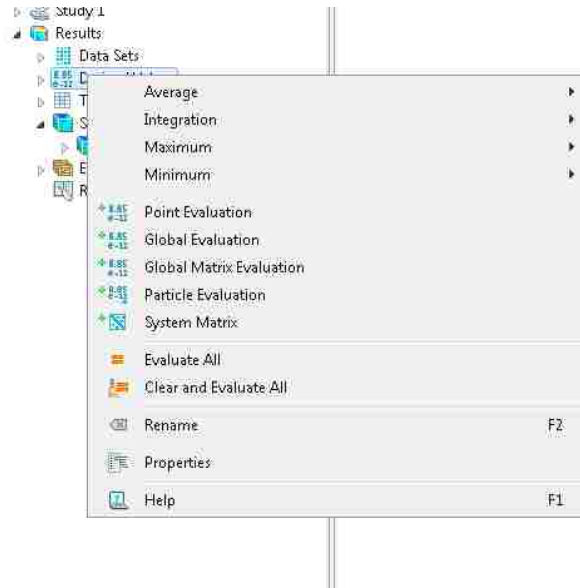 Study 1
Results
Data Sets
D
T
S
E
R
Average
Integration
Maximum
Minimum
Point Evaluation
Global Evaluation
Global Matrix Evaluation
Particle Evaluation
System Matrix
Evaluate All
Clear and Evaluate All
Rename F2
Properties
Help F1